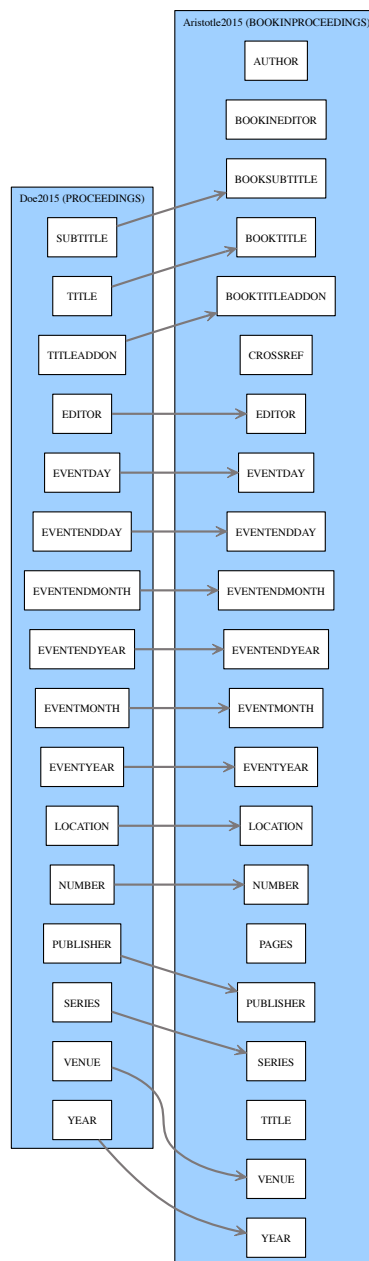 Aristotle2015 (BOOKINPROCEEDINGS)
AUTHOR
BOOKINEDITOR
BOOKSUBTITLE
BOOKTITLE
BOOKTITLEADDON
CROSSREF
EDITOR
EVENTDAY
EVENTENDDAY
EVENTENDMONTH
EVENTENDYEAR
EVENTMONTH
EVENTYEAR
LOCATION
NUMBER
PAGES
PUBLISHER
SERIES
TITLE
VENUE
YEAR
Doe2015 (PROCEEDINGS)
SUBTITLE
TITLE
TITLEADDON
EDITOR
EVENTDAY
EVENTENDDAY
EVENTENDMONTH
EVENTENDYEAR
EVENTMONTH
EVENTYEAR
LOCATION
NUMBER
PUBLISHER
SERIES
VENUE
YEAR